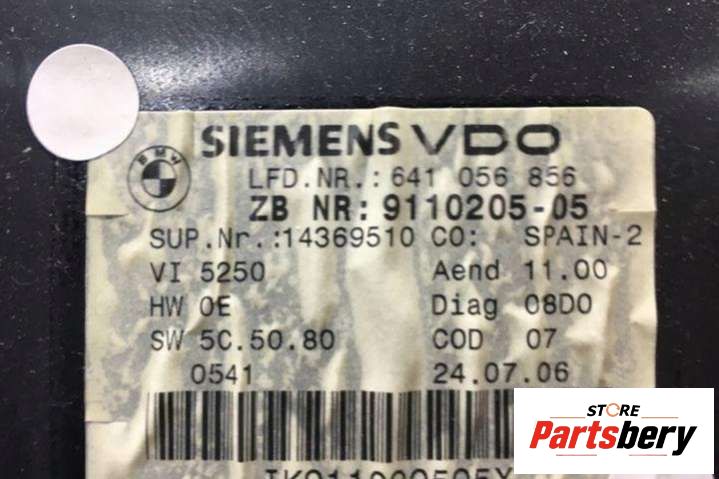 SIEMENS VDO
BMW
LFD.NR.: 641 056 856
ZB NR: 9110205-05
SUP.Nr.:14369510 CO: SPAIN-2
VI 5250 Aend 11.00
HW 0E Diag 08D0
SW 5C.50.80 COD 07
0541 24.07.06
STORE
Partsbery